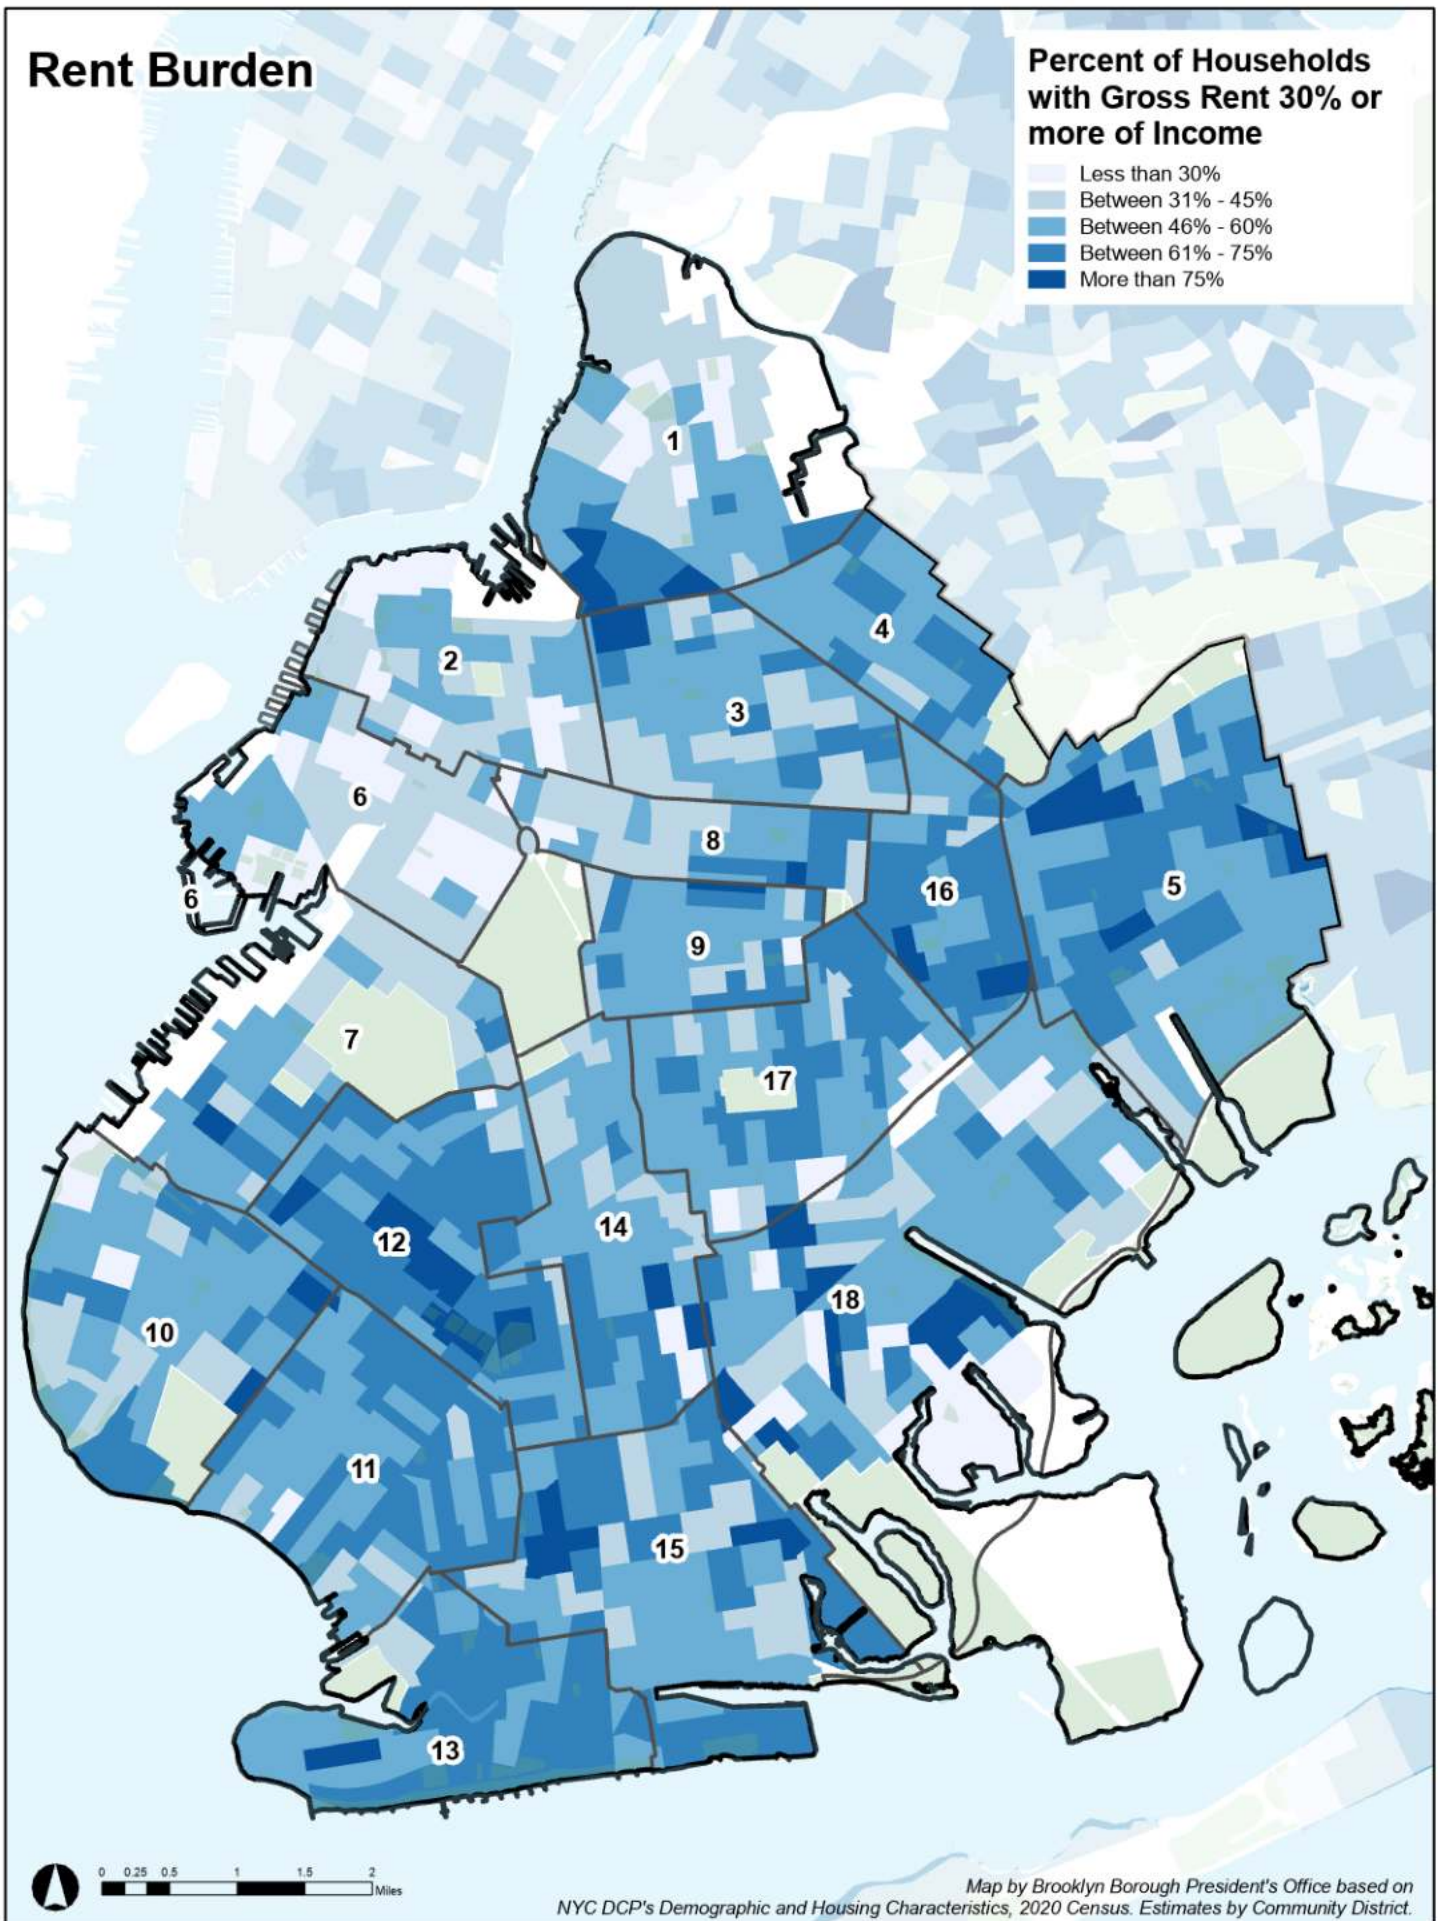 Rent Burden
Percent of Households
with Gross Rent 30% or
more of Income
Less than 30%
Between 31% - 45%
Between 46% - 60%
Between 61% - 75%
More than 75%
1
4
2
3
6
8
5
16
6
9
7
17
14
12
18
10
11
15
13
0 0.25 0.5 1 1.5 2
Miles
Map by Brooklyn Borough President's Office based on
NYC DCP's Demographic and Housing Characteristics, 2020 Census. Estimates by Community District.